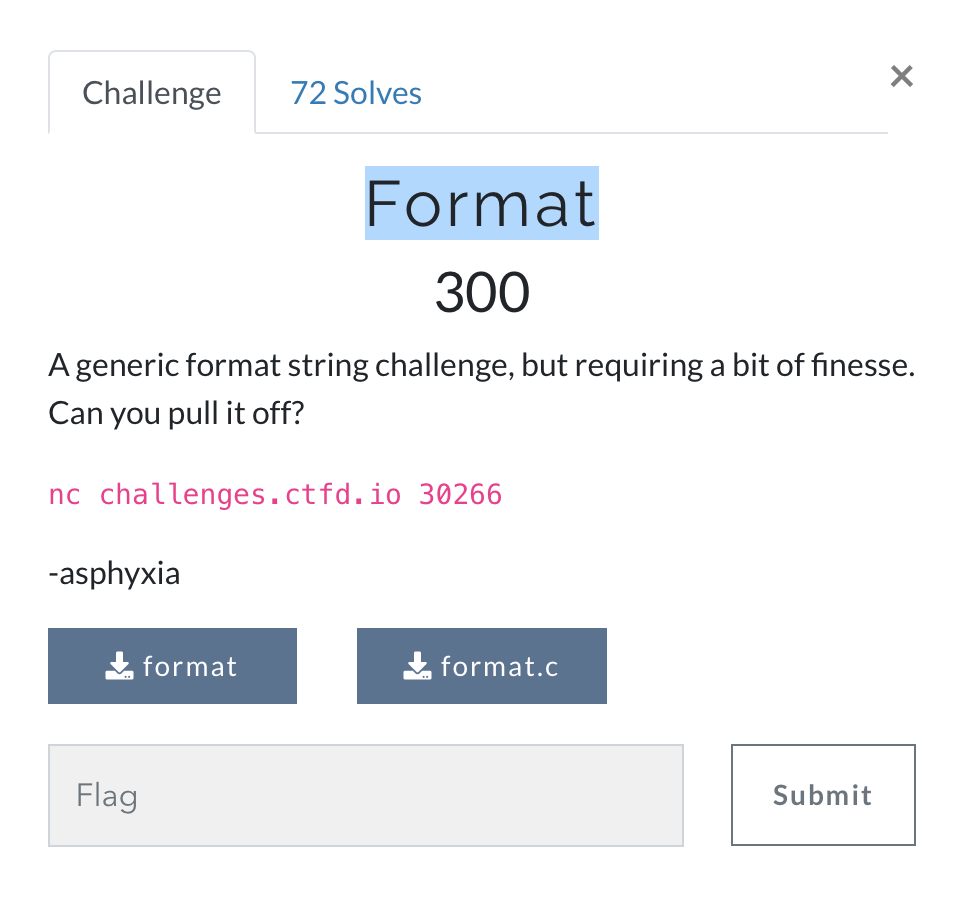 Challenge
72 Solves
×
Format
300
A generic format string challenge, but requiring a bit of finesse.
Can you pull it off?
nc challenges.ctfd.io 30266
-asphyxia
format
format.c
Flag
Submit